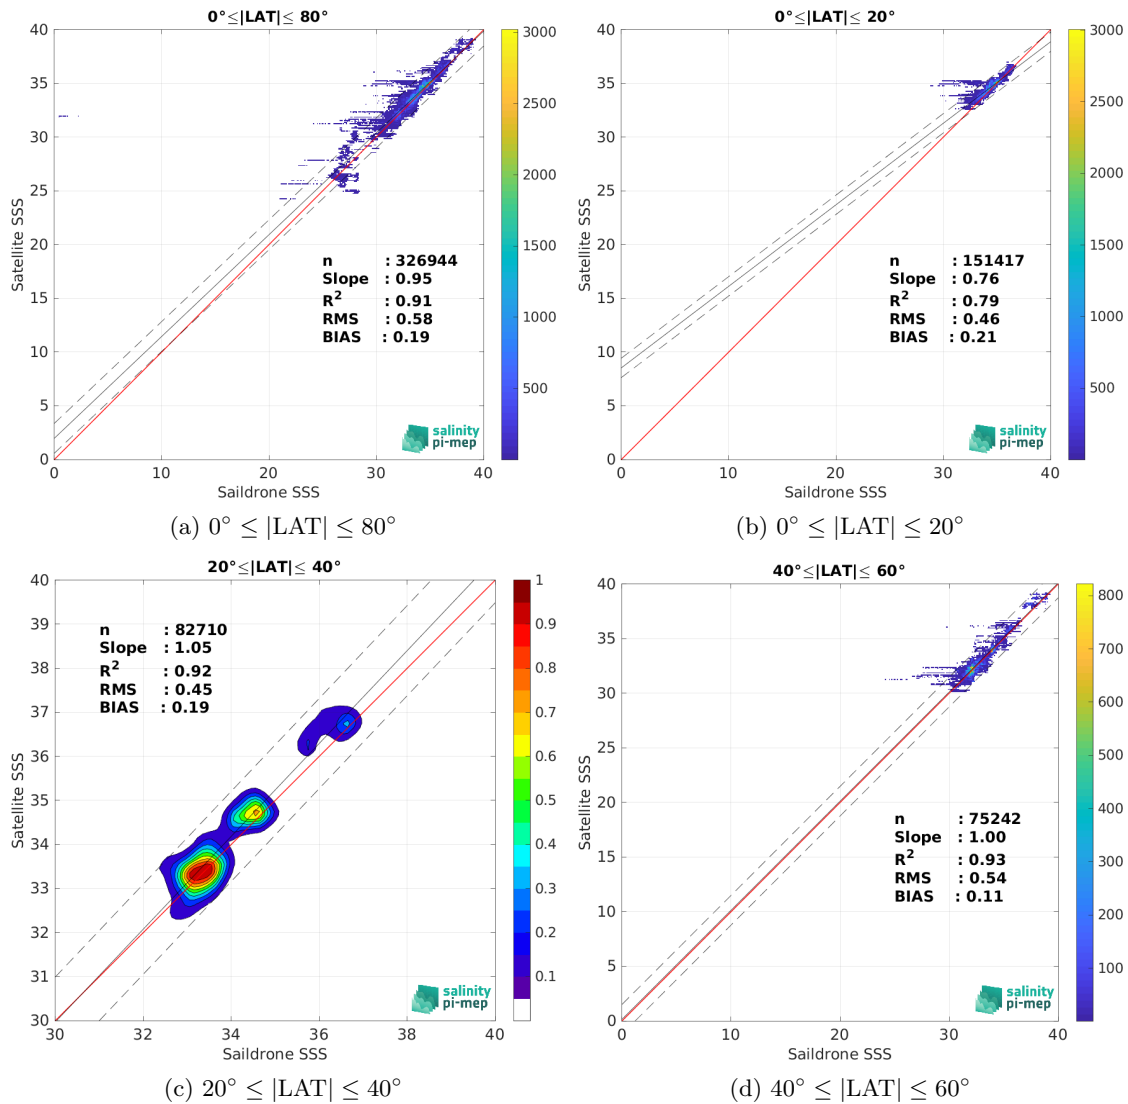 0°≤|LAT|≤ 80°
40
35
30
25
20
15
10
5
0
Satellite SSS
n : 326944
Slope : 0.95
R² : 0.91
RMS : 0.58
BIAS : 0.19
salinity
pi-mep
0 10 20 30 40
Saildrone SSS
3000
2500
2000
1500
1000
500
(a) 0° ≤ |LAT| ≤ 80°
0°≤|LAT|≤ 20°
40
35
30
25
20
15
10
5
0
Satellite SSS
n : 151417
Slope : 0.76
R² : 0.79
RMS : 0.46
BIAS : 0.21
salinity
pi-mep
0 10 20 30 40
Saildrone SSS
3000
2500
2000
1500
1000
500
(b) 0° ≤ |LAT| ≤ 20°
20°≤|LAT|≤ 40°
40
39
38
37
36
35
34
33
32
31
30
Satellite SSS
n : 82710
Slope : 1.05
R² : 0.92
RMS : 0.45
BIAS : 0.19
salinity
pi-mep
30 32 34 36 38 40
Saildrone SSS
1
0.9
0.8
0.7
0.6
0.5
0.4
0.3
0.2
0.1
(c) 20° ≤ |LAT| ≤ 40°
40°≤|LAT|≤ 60°
40
35
30
25
20
15
10
5
0
Satellite SSS
n : 75242
Slope : 1.00
R² : 0.93
RMS : 0.54
BIAS : 0.11
salinity
pi-mep
0 10 20 30 40
Saildrone SSS
800
700
600
500
400
300
200
100
(d) 40° ≤ |LAT| ≤ 60°